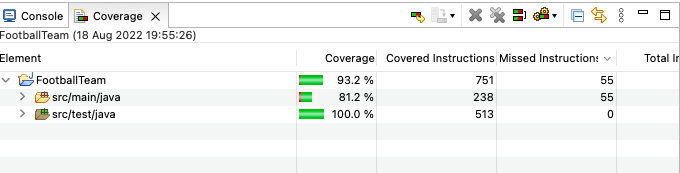 Console Coverage
FootballTeam (18 Aug 2022 19:55:26)
Element Coverage Covered Instructions Missed Instructions Total In
FootballTeam 93.2 % 751 55
src/main/java 81.2 % 238 55
src/test/java 100.0 % 513 0